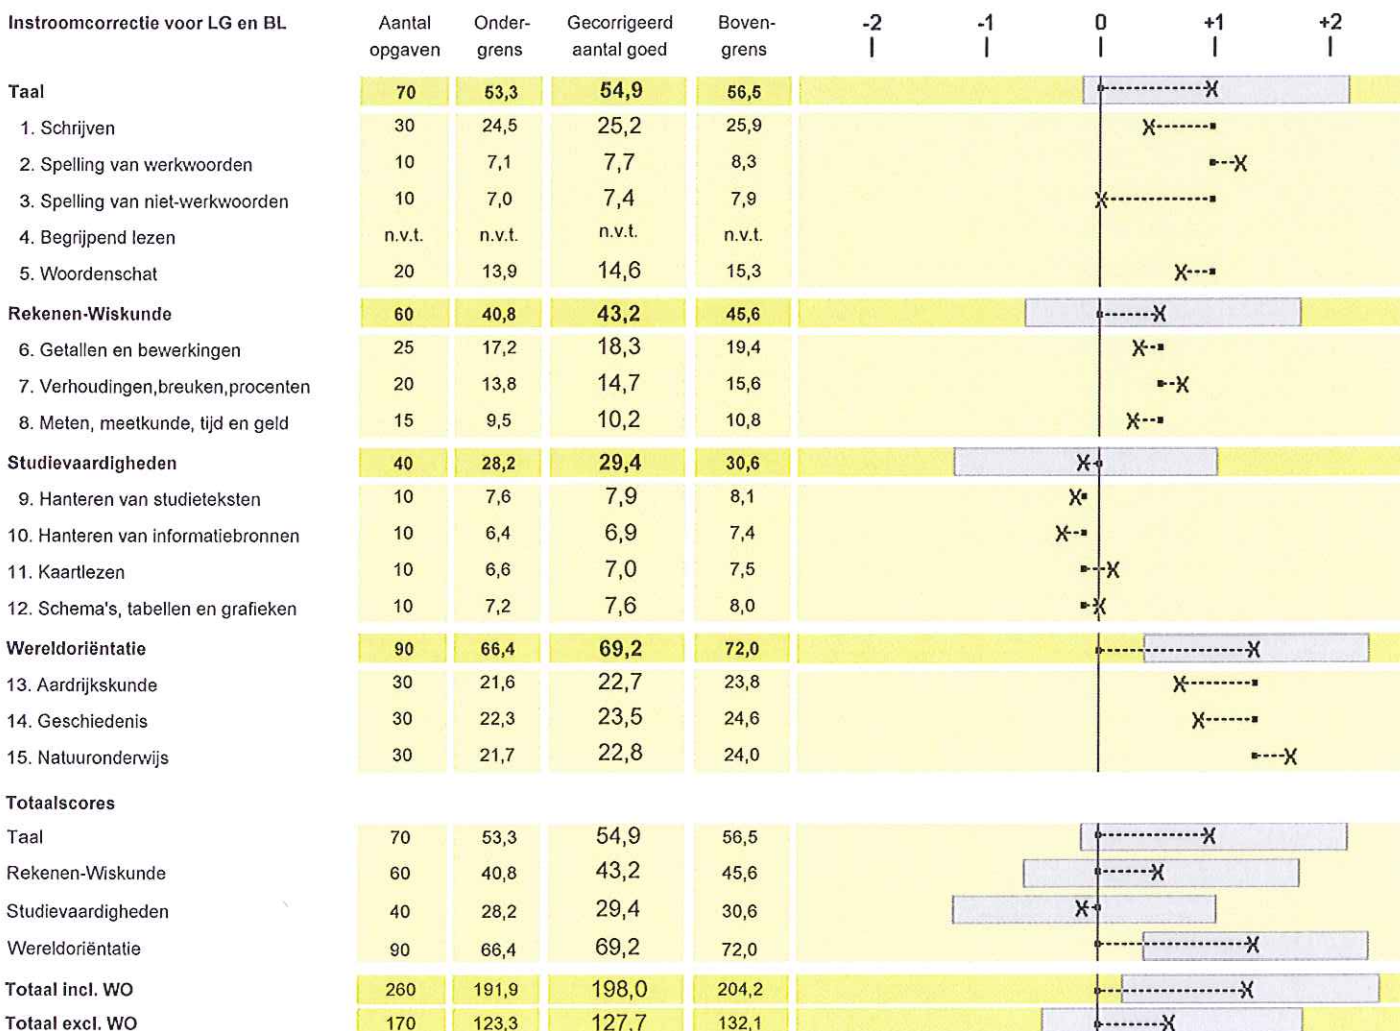 Instroomcorrectie voor LG en BL Aantal opgaven Onder-grens Gecorrigeerd aantal goed Boven-grens -2 -1 0 +1 +2
Taal 70 53,3 54,9 56,5
1. Schrijven 30 24,5 25,2 25,9
2. Spelling van werkwoorden 10 7,1 7,7 8,3
3. Spelling van niet-werkwoorden 10 7,0 7,4 7,9
4. Begrijpend lezen n.v.t. n.v.t. n.v.t. n.v.t.
5. Woordenschat 20 13,9 14,6 15,3
Rekenen-Wiskunde 60 40,8 43,2 45,6
6. Getallen en bewerkingen 25 17,2 18,3 19,4
7. Verhoudingen,breuken,procenten 20 13,8 14,7 15,6
8. Meten, meetkunde, tijd en geld 15 9,5 10,2 10,8
Studievaardigheden 40 28,2 29,4 30,6
9. Hanteren van studieteksten 10 7,6 7,9 8,1
10. Hanteren van informatiebronnen 10 6,4 6,9 7,4
11. Kaartlezen 10 6,6 7,0 7,5
12. Schema's, tabellen en grafieken 10 7,2 7,6 8,0
Wereldoriëntatie 90 66,4 69,2 72,0
13. Aardrijkskunde 30 21,6 22,7 23,8
14. Geschiedenis 30 22,3 23,5 24,6
15. Natuuronderwijs 30 21,7 22,8 24,0
Totaalscores
Taal 70 53,3 54,9 56,5
Rekenen-Wiskunde 60 40,8 43,2 45,6
Studievaardigheden 40 28,2 29,4 30,6
Wereldoriëntatie 90 66,4 69,2 72,0
Totaal incl. WO 260 191,9 198,0 204,2
Totaal excl. WO 170 123,3 127,7 132,1